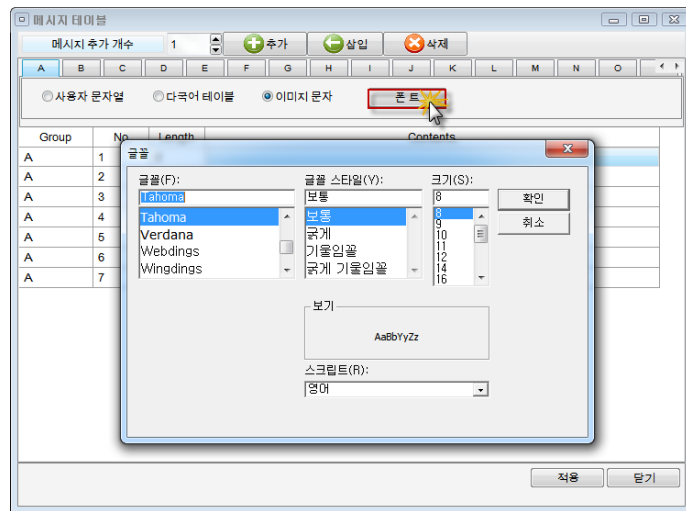 메시지 테이블
메시지 추가 개수 1 추가 삽입 삭제
A B C D E F G H I J K L M N O
사용자 문자열 다국어 테이블 이미지 문자 폰 트
Group No Length Contents
A 1
A 2
A 3
A 4
A 5
A 6
A 7
글꼴
글꼴(F): 글꼴 스타일(Y): 크기(S):
Tahoma 보통 8 확인
Tahoma 보통 8 취소
Verdana 굵게 9
Webdings 기울임꼴 10
Wingdings 굵게 기울임꼴 11
12
14
16
보기
AaBbYyZz
스크립트(R):
영어
적용 닫기